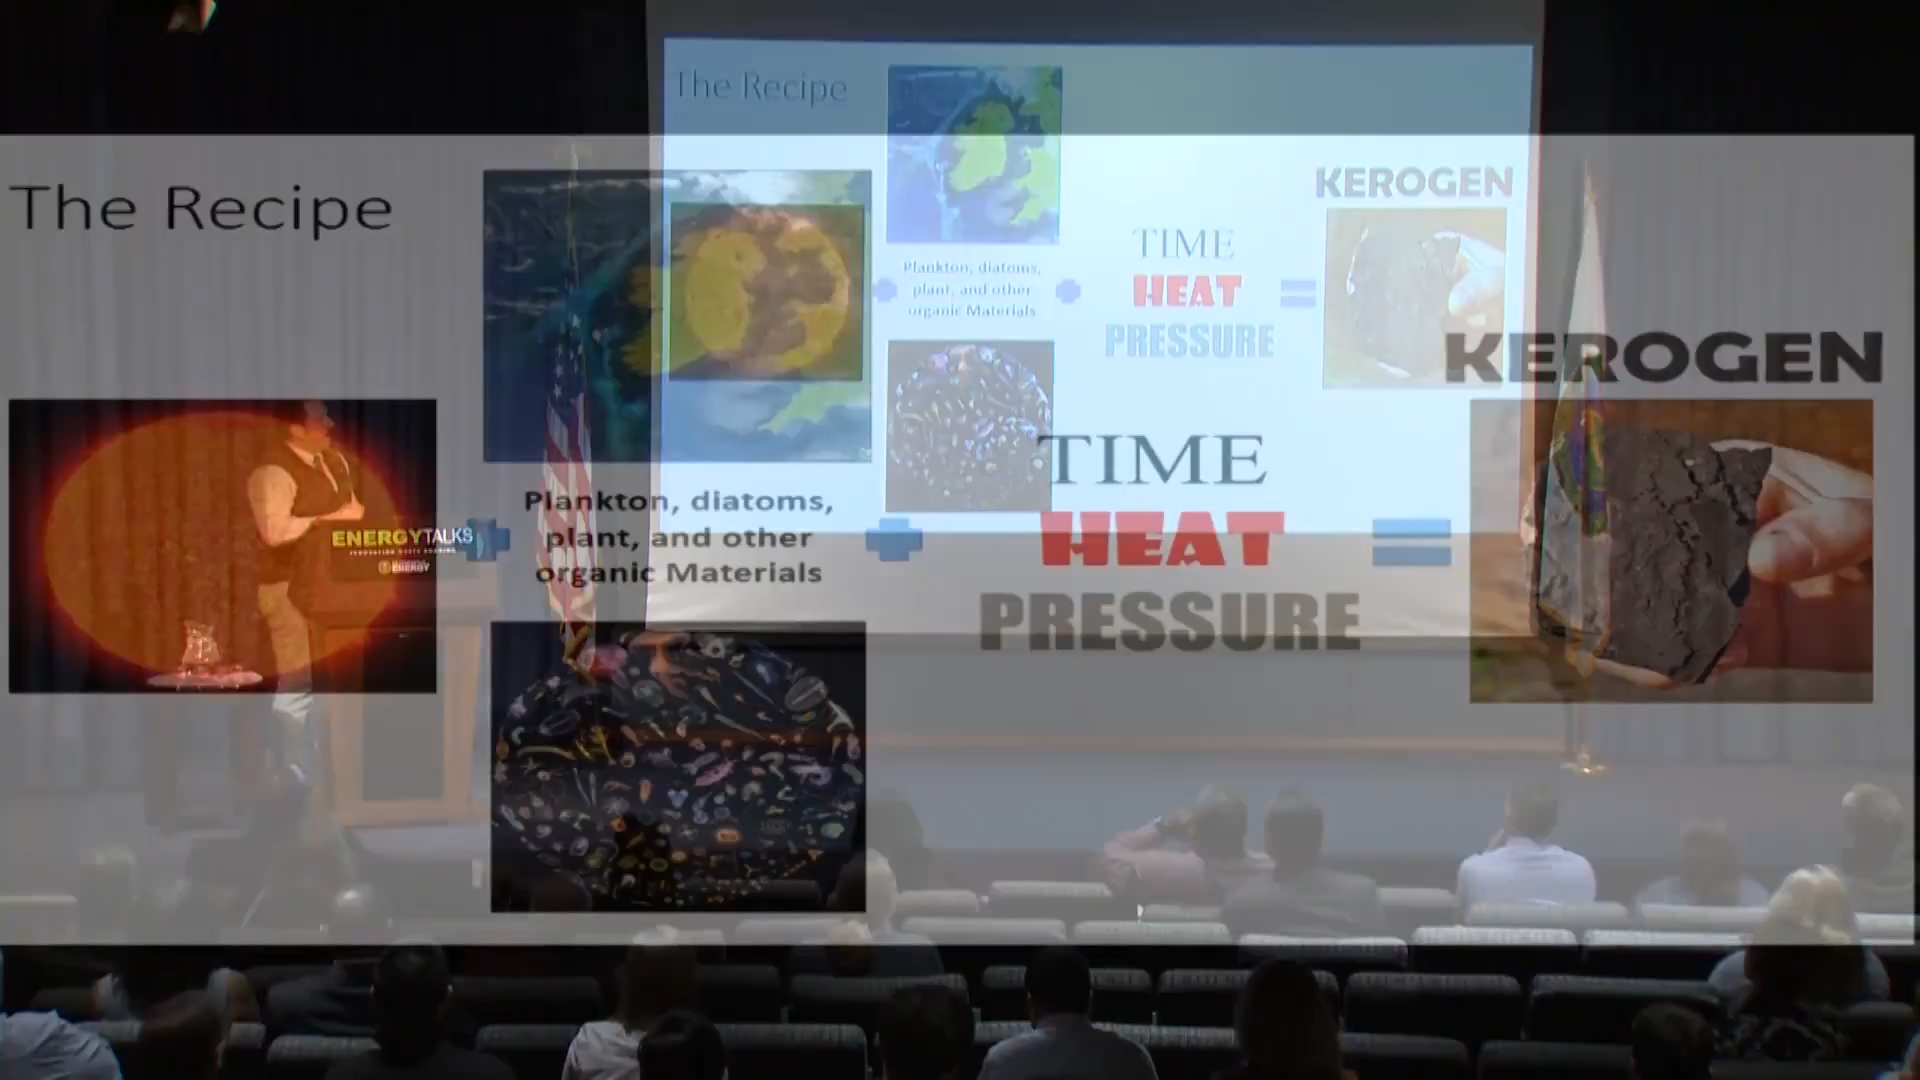 The Recipe
Plankton, diatoms,
plant, and other
organic Materials
TIME
HEAT
PRESSURE
KEROGEN
The Recipe
Plankton, diatoms,
plant, and other
organic Materials
TIME
HEAT
PRESSURE
KEROGEN
ENERGYTALKS
ENERGY